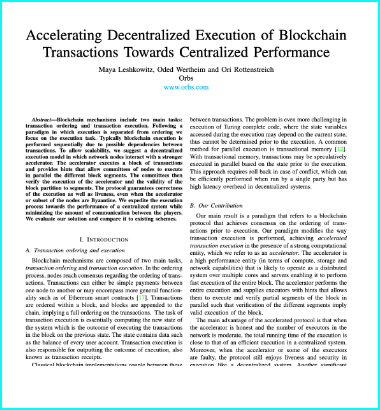 Accelerating Decentralized Execution of Blockchain
Transactions Towards Centralized Performance
Maya Leshkowitz, Oded Wertheim and Ori Rottenstreich
Orbs
www.orbs.com
Abstract—Blockchain mechanisms include two main tasks:
transaction ordering and transaction execution. Following a
paradigm in which execution is separated from ordering we
focus on the execution task. Typically blockchain execution is
performed sequentially due to possible dependencies between
transactions. To allow scalability, we suggest a decentralized
execution model in which network nodes interact with a stronger
accelerator. The accelerator executes a block of transactions
and provides hints that allow committees of nodes to execute
in parallel the different block segments. The committees then
verify the execution of the accelerator and the validity of the
block partition to segments. The protocol guarantees correctness
of the execution as well as liveness, even when the accelerator
or subset of the nodes are Byzantine. We expedite the execution
process towards the performance of a centralized system while
minimizing the amount of communication between the players.
We evaluate our solution and compare it to existing schemes.
I. INTRODUCTION
A. Transaction ordering and execution
Blockchain mechanisms are composed of two main tasks,
transaction ordering and transaction execution. In the ordering
process, nodes reach consensus regarding the ordering of trans-
actions. Transactions can either be simple payments between
one node to another or may encompass more general function-
ality such as of Ethereum smart contracts [17]. Transactions
are ordered within a block, and blocks are appended to the
chain, implying a full ordering on the transactions. The task of
transaction execution is essentially computing the new state of
the system which is the outcome of executing the transactions
in the block on the previous state. The system state contains data such
as the balance of every user account. Transaction execution is
also responsible for outputting the outcome of execution, also
known as transaction receipts.
Classical blockchain implementations couple between these
between transactions. The problem is even more challenging in
execution of Turing complete code, where the state variables
accessed during the execution may depend on the current state,
thus cannot be determined prior to the execution. A common
method for parallel execution is transactional memory [12].
With transactional memory, transactions may be speculatively
executed in parallel based on the state prior to the execution.
This approach requires roll back in case of conflict, which can
be efficiently performed when run by a single party but has
high latency overhead in decentralized systems.
B. Our Contribution
Our main result is a paradigm that refers to a blockchain
protocol that achieves consensus on the ordering of trans-
actions prior to execution. Our paradigm modifies the way
transaction execution is performed, achieving accelerated
transaction execution in the presence of a strong computational
entity, which we refer to as an accelerator. The accelerator is
a high performance entity (in terms of compute, storage and
network capabilities) that is likely to operate as a distributed
system over multiple cores and servers enabling it to perform
fast execution of the entire block. The accelerator performs the
entire execution and supplies executors with hints that allows
them to execute and verify partial segments of the block in
parallel such that verification of the different segments imply
valid execution of the block.
The main advantage of the accelerated protocol is that when
the accelerator is honest and the number of executors in the
network is moderate, the total running time of the execution is
close to that of an efficient execution in a centralized system.
Moreover, when the accelerator or some of the executors
are faulty, the protocol still enjoys liveness and security in
execution like a decentralized system. Another significant